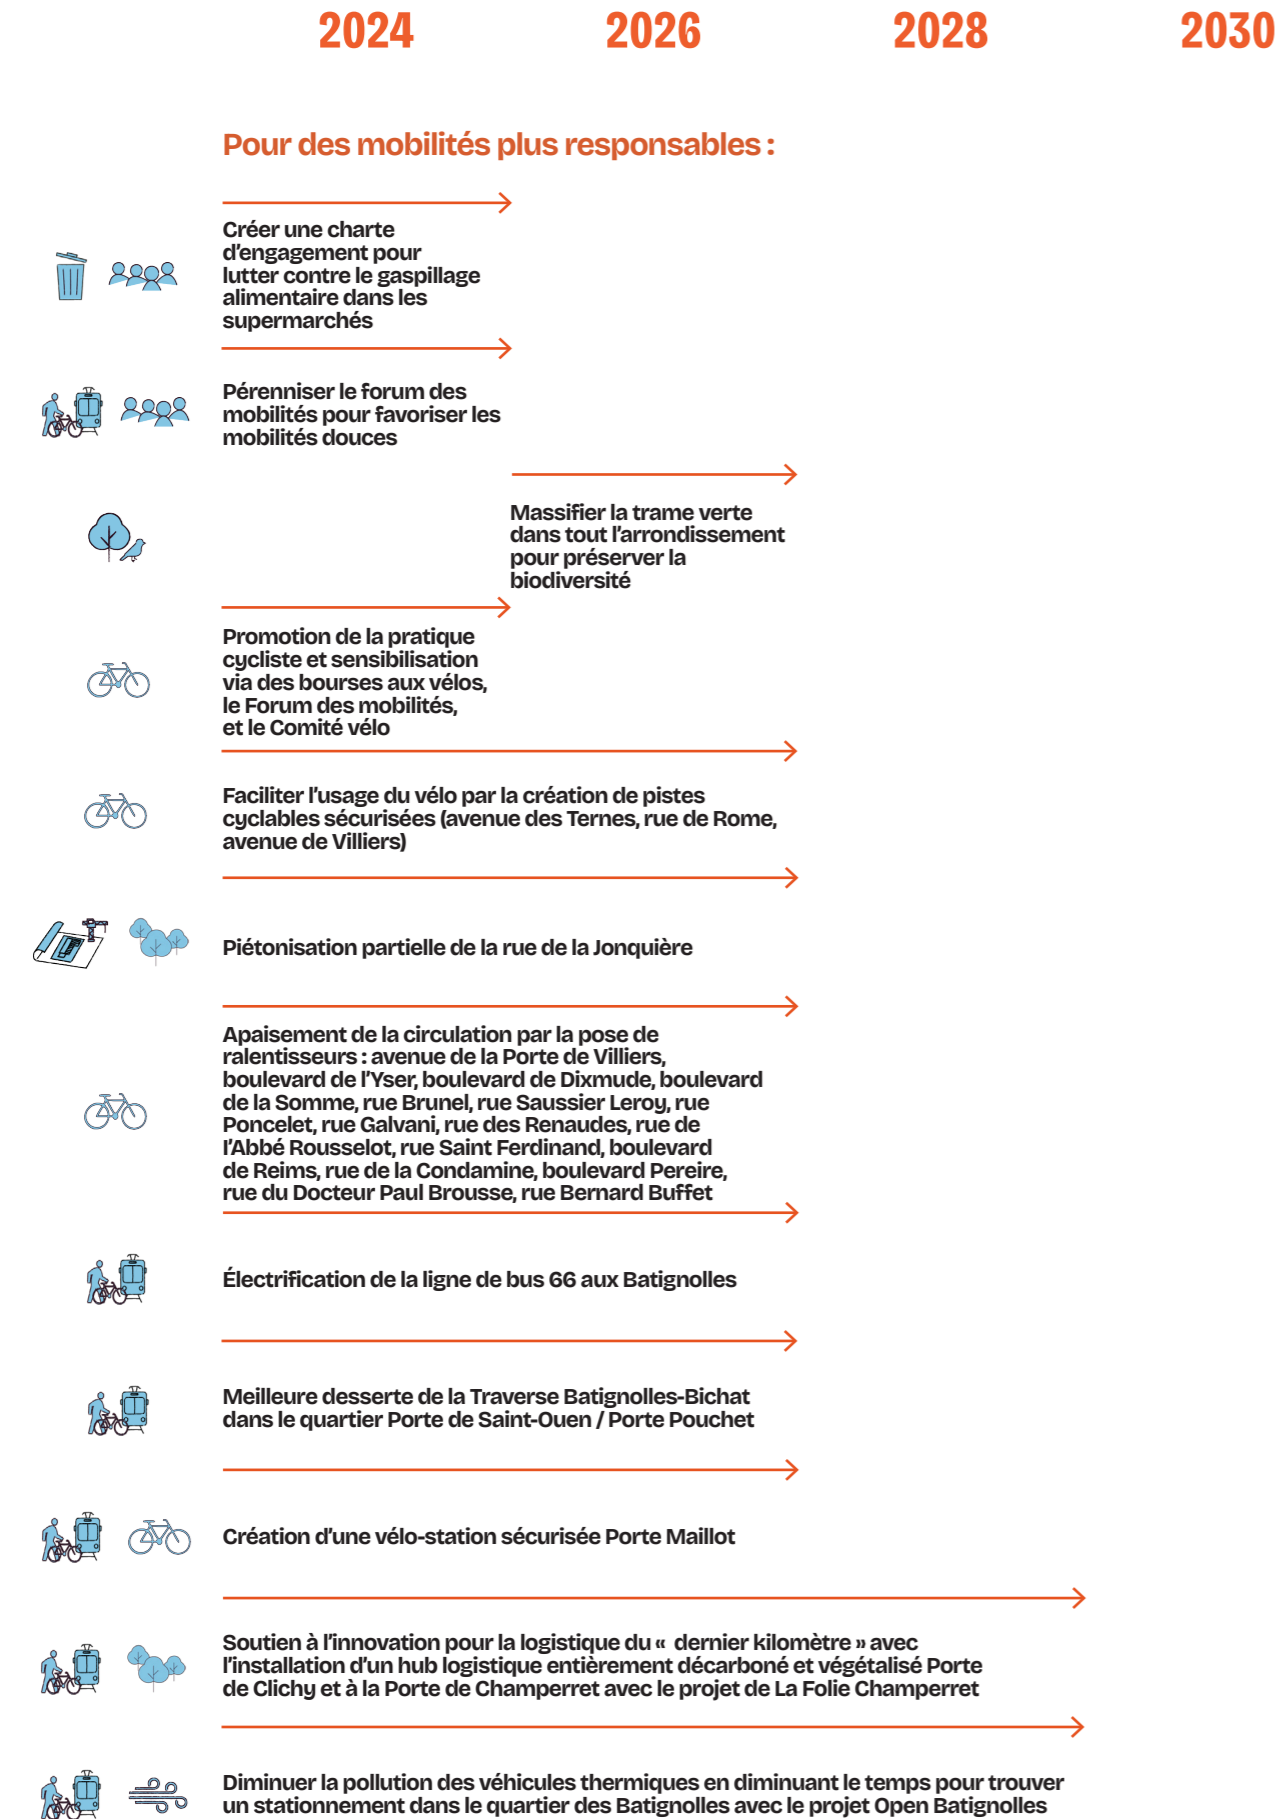 2024 2026 2028 2030
Pour des mobilités plus responsables :
Créer une charte
d’engagement pour
lutter contre le gaspillage
alimentaire dans les
supermarchés
Pérenniser le forum des
mobilités pour favoriser les
mobilités douces
Massifier la trame verte
dans tout l’arrondissement
pour préserver la
biodiversité
Promotion de la pratique
cycliste et sensibilisation
via des bourses aux vélos,
le Forum des mobilités,
et le Comité vélo
Faciliter l’usage du vélo par la création de pistes
cyclables sécurisées (avenue des Ternes, rue de Rome,
avenue de Villiers)
Piétonisation partielle de la rue de la Jonquière
Apaisement de la circulation par la pose de
ralentisseurs : avenue de la Porte de Villiers,
boulevard de l’Yser, boulevard de Dixmude, boulevard
de la Somme, rue Brunel, rue Saussier Leroy, rue
Poncelet, rue Galvani, rue des Renaudes, rue de
l’Abbé Rousselot, rue Saint Ferdinand, boulevard
de Reims, rue de la Condamine, boulevard Pereire,
rue du Docteur Paul Brousse, rue Bernard Buffet
Électrification de la ligne de bus 66 aux Batignolles
Meilleure desserte de la Traverse Batignolles-Bichat
dans le quartier Porte de Saint-Ouen / Porte Pouchet
Création d’une vélo-station sécurisée Porte Maillot
Soutien à l’innovation pour la logistique du «  dernier kilomètre » avec
l’installation d’un hub logistique entièrement décarboné et végétalisé Porte
de Clichy et à la Porte de Champerret avec le projet de La Folie Champerret
Diminuer la pollution des véhicules thermiques en diminuant le temps pour trouver
un stationnement dans le quartier des Batignolles avec le projet Open Batignolles